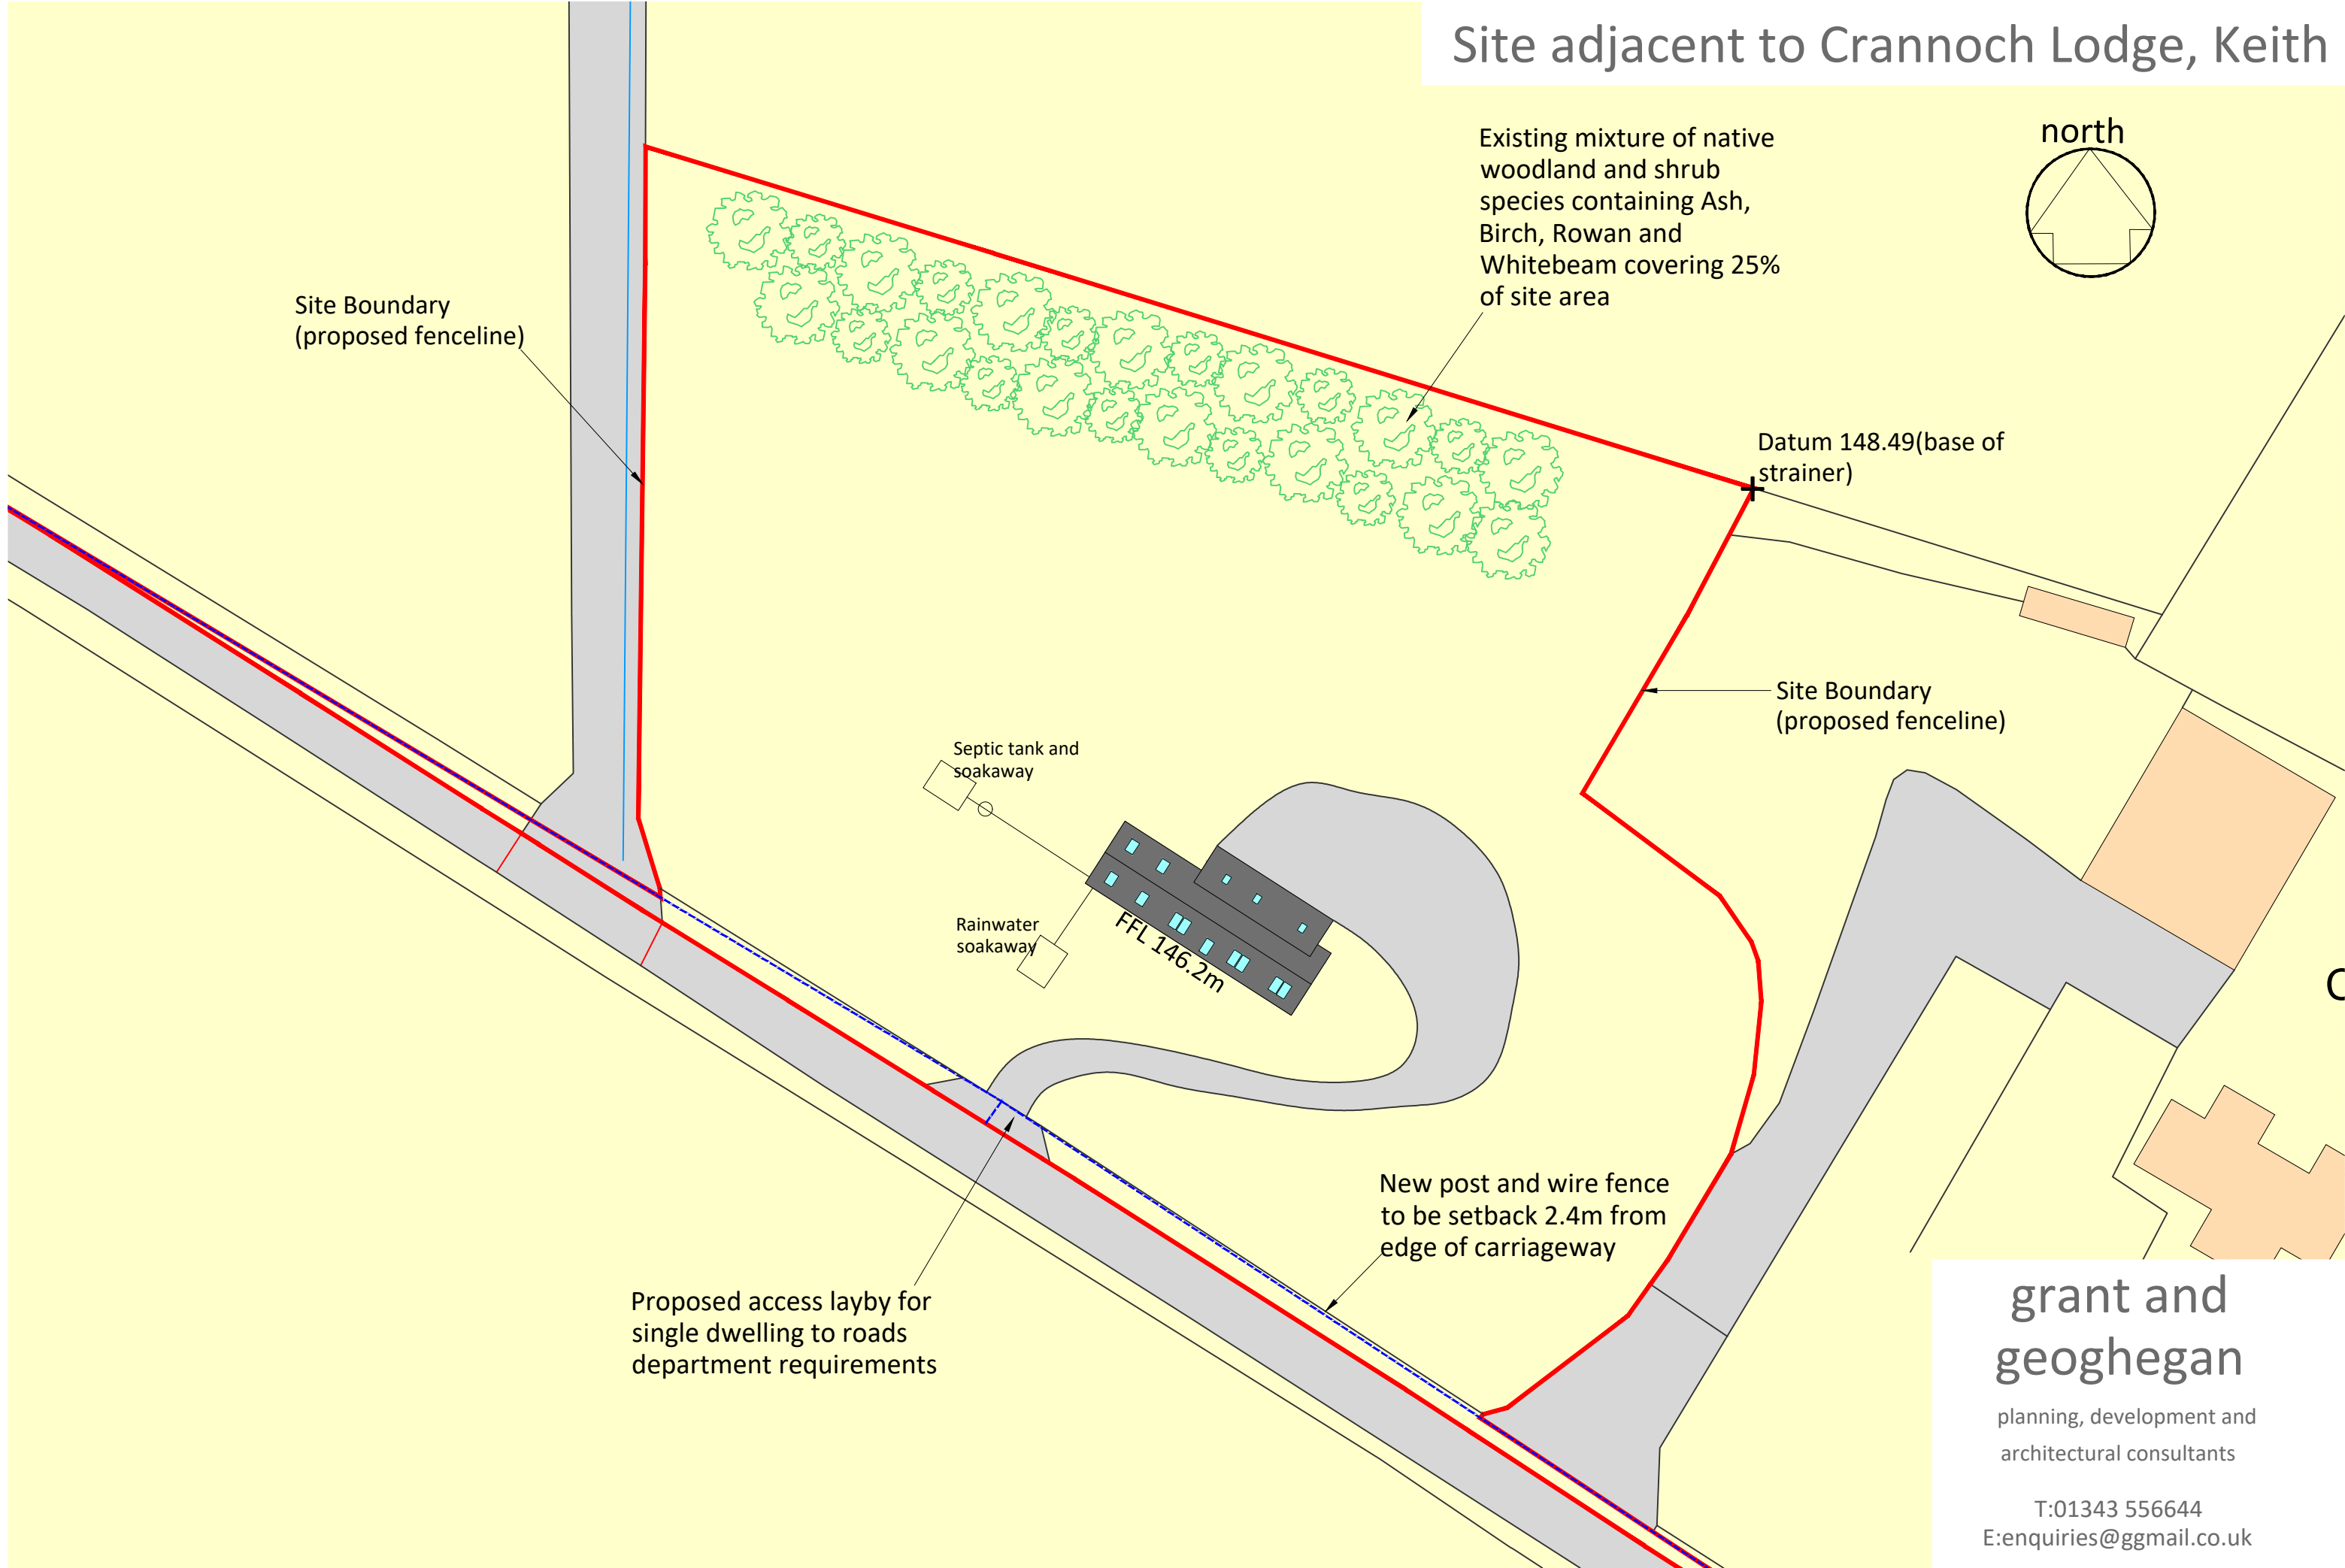 Site adjacent to Crannoch Lodge, Keith
north
Existing mixture of native
woodland and shrub
species containing Ash,
Birch, Rowan and
Whitebeam covering 25%
of site area
Site Boundary
(proposed fenceline)
Datum 148.49(base of
strainer)
Site Boundary
(proposed fenceline)
Septic tank and
soakaway
Rainwater
soakaway
FFL 146.2m
New post and wire fence
to be setback 2.4m from
edge of carriageway
Proposed access layby for
single dwelling to roads
department requirements
grant and
geoghegan
planning, development and
architectural consultants
T:01343 556644
E:enquiries@ggmail.co.uk